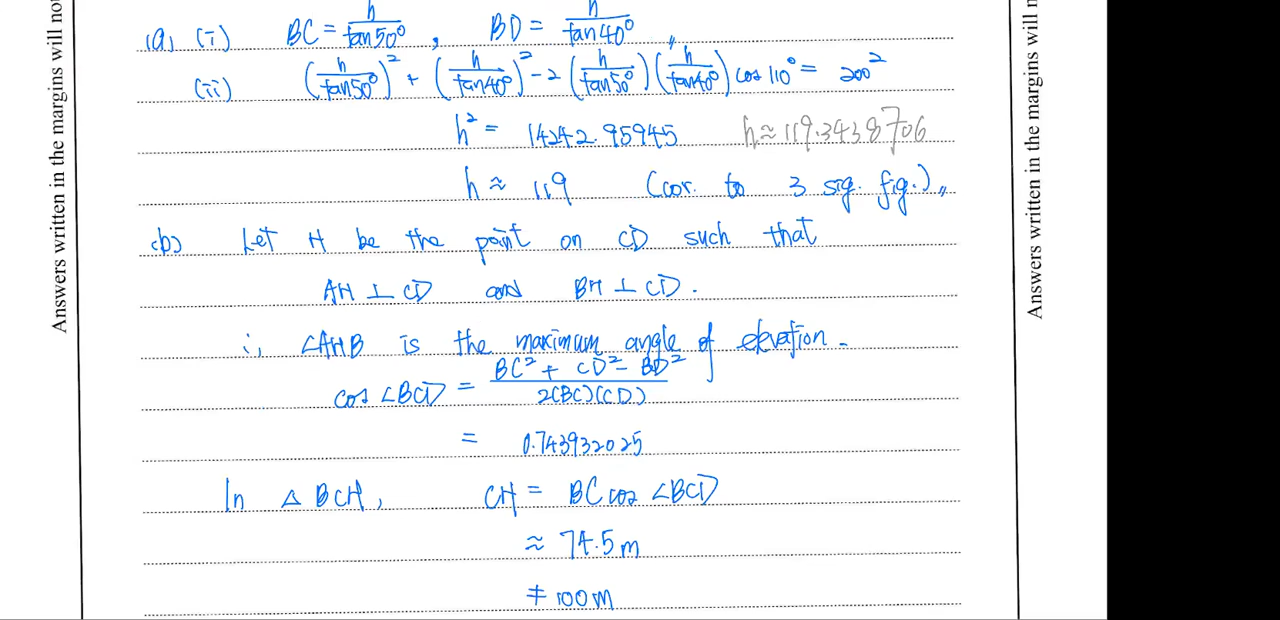 (a) (i) BC = h/tan50°, BD = h/tan40° //
(ii) (h/tan50°)² + (h/tan40°)² - 2(h/tan50°)(h/tan40°) cos 110° = 200²
h² = 14242.95945 h ≈ 119.3438706
h ≈ 119 (cor. to 3 sig. fig.) //
(b) Let H be the point on CD such that
AH ⊥ CD and BH ⊥ CD.
∴ ∠AHB is the maximum angle of elevation.
cos ∠BCD = (BC² + CD² - BD²)/(2(BC)(CD))
= 0.743932025
In △BCH, CH = BC cos ∠BCD
≈ 74.5 m
≠ 100 m
Answers written in the margins will no
Answers written in the margins will n